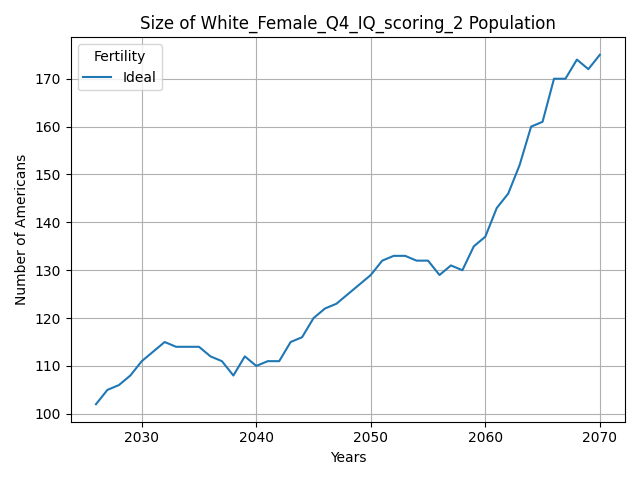 Size of White_Female_Q4_IQ_scoring_2 Population
Fertility
Ideal
Number of Americans
170
160
150
140
130
120
110
100
2030 2040 2050 2060 2070
Years